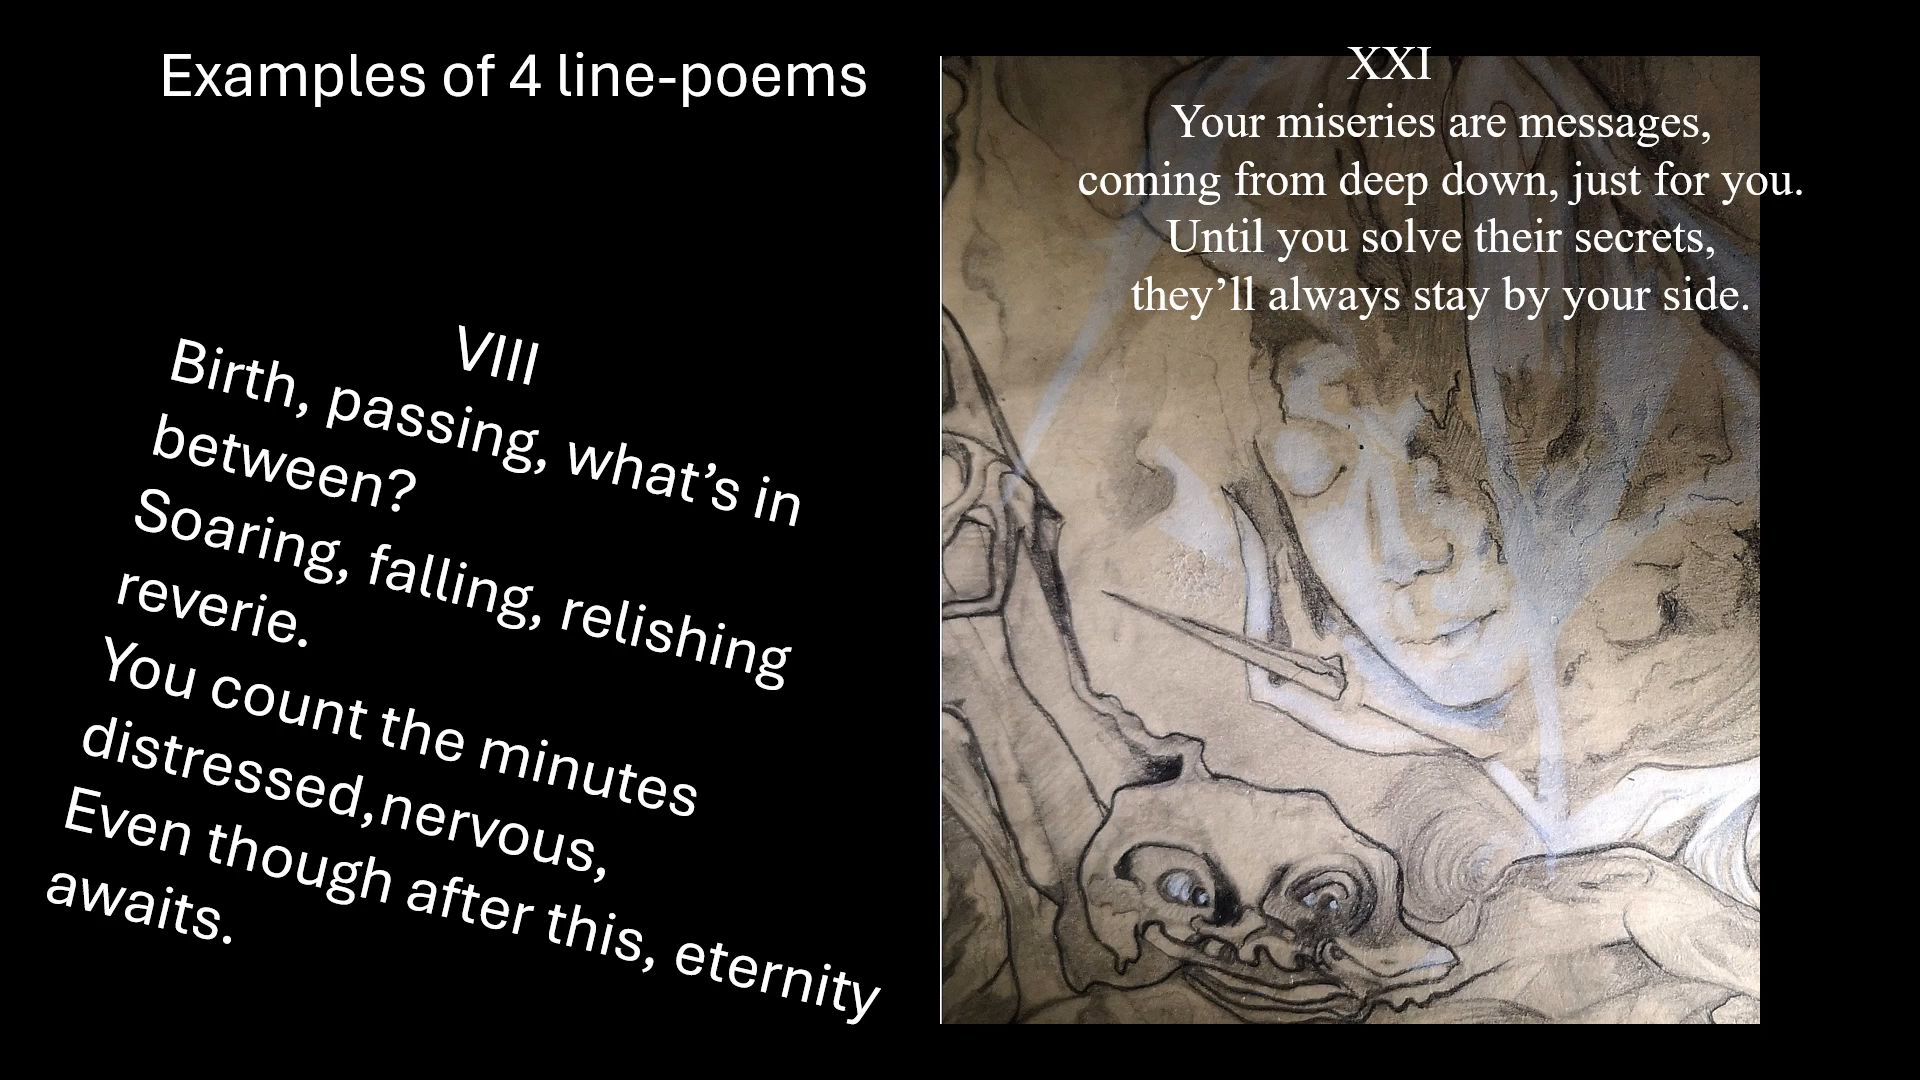 Examples of 4 line-poems
VIII
Birth, passing, what’s in
between?
Soaring, falling, relishing
reverie.
You count the minutes
distressed,nervous,
Even though after this, eternity
awaits.
XXI
Your miseries are messages,
coming from deep down, just for you.
Until you solve their secrets,
they’ll always stay by your side.